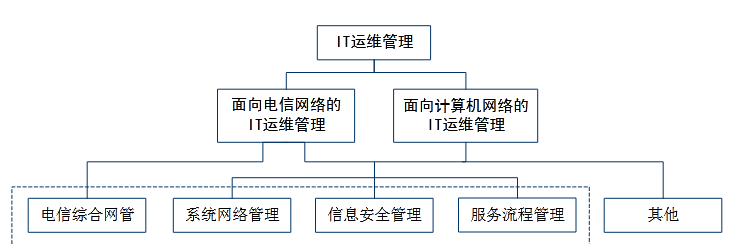 IT运维管理
面向电信网络的
IT运维管理
面向计算机网络的
IT运维管理
电信综合网管
系统网络管理
信息安全管理
服务流程管理
其他